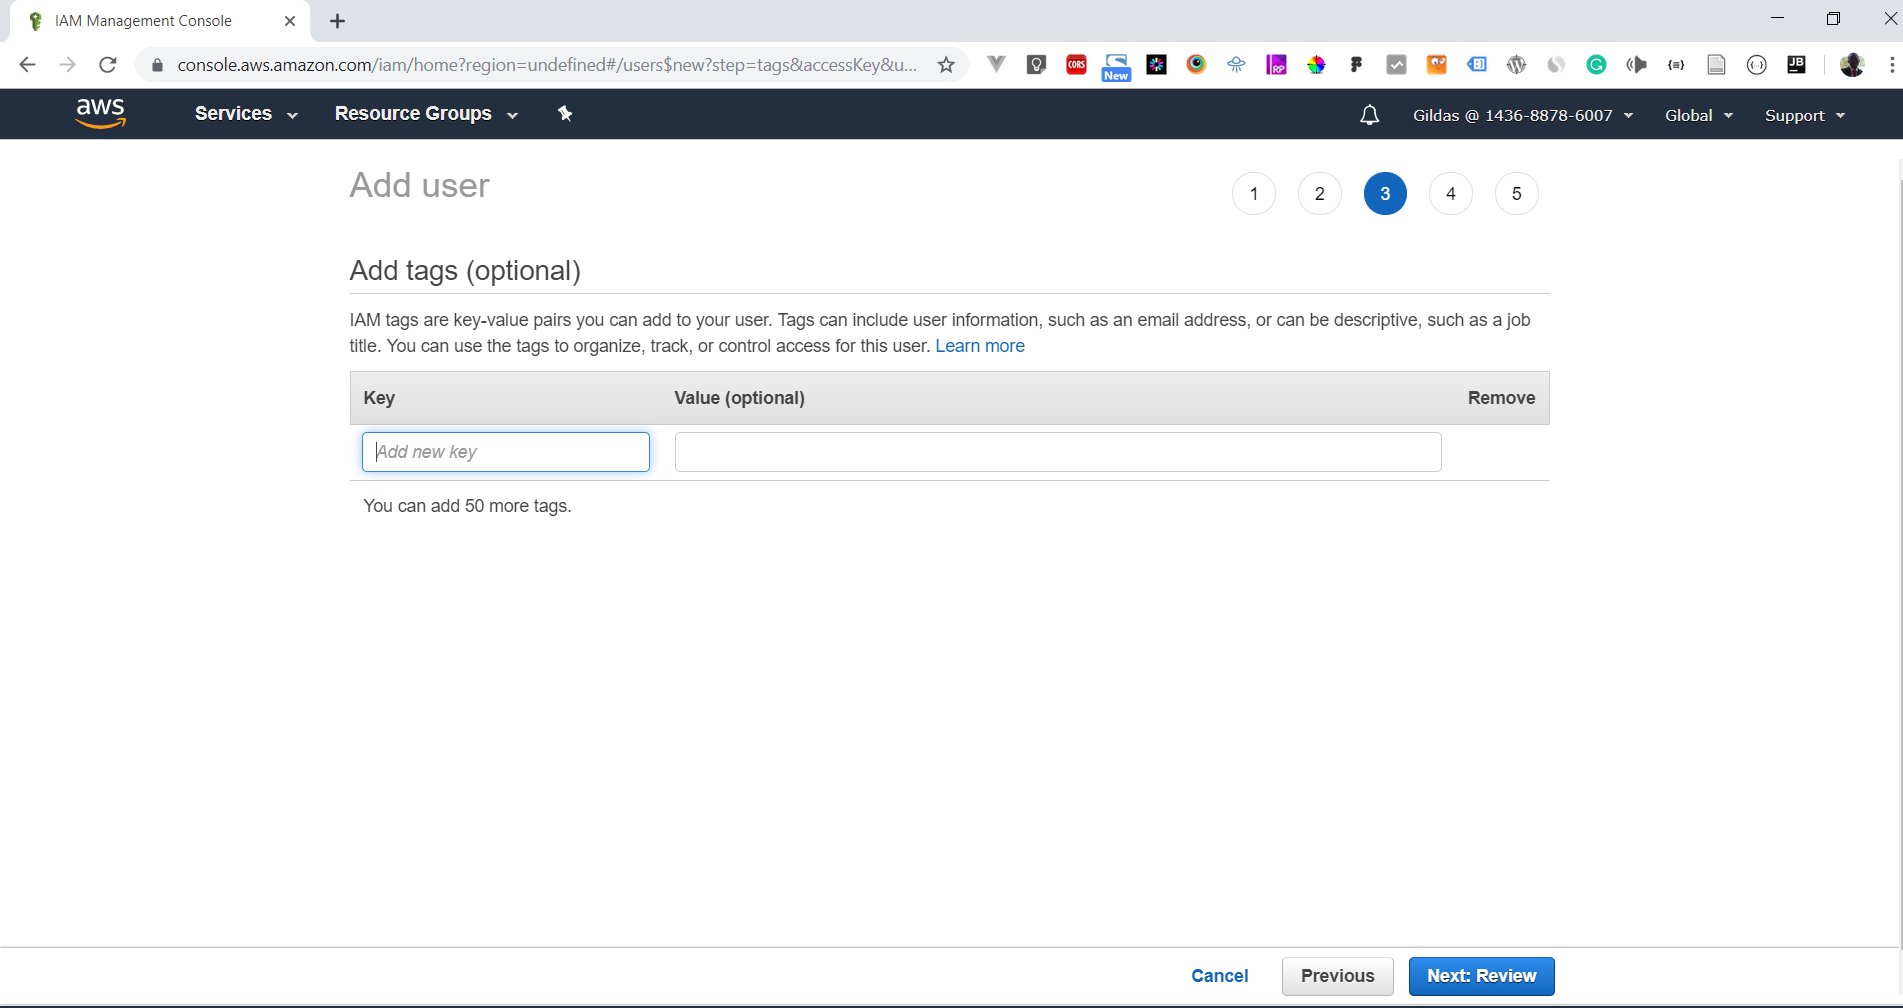 IAM Management Console
console.aws.amazon.com/iam/home?region=undefined#/users$new?step=tags&accessKey&u...
CORS
New
RP
JB
aws
Services
Resource Groups
Gildas @ 1436-8878-6007
Global
Support
Add user
1
2
3
4
5
Add tags (optional)
IAM tags are key-value pairs you can add to your user. Tags can include user information, such as an email address, or can be descriptive, such as a job
title. You can use the tags to organize, track, or control access for this user. Learn more
Key
Value (optional)
Remove
Add new key
You can add 50 more tags.
Cancel
Previous
Next: Review